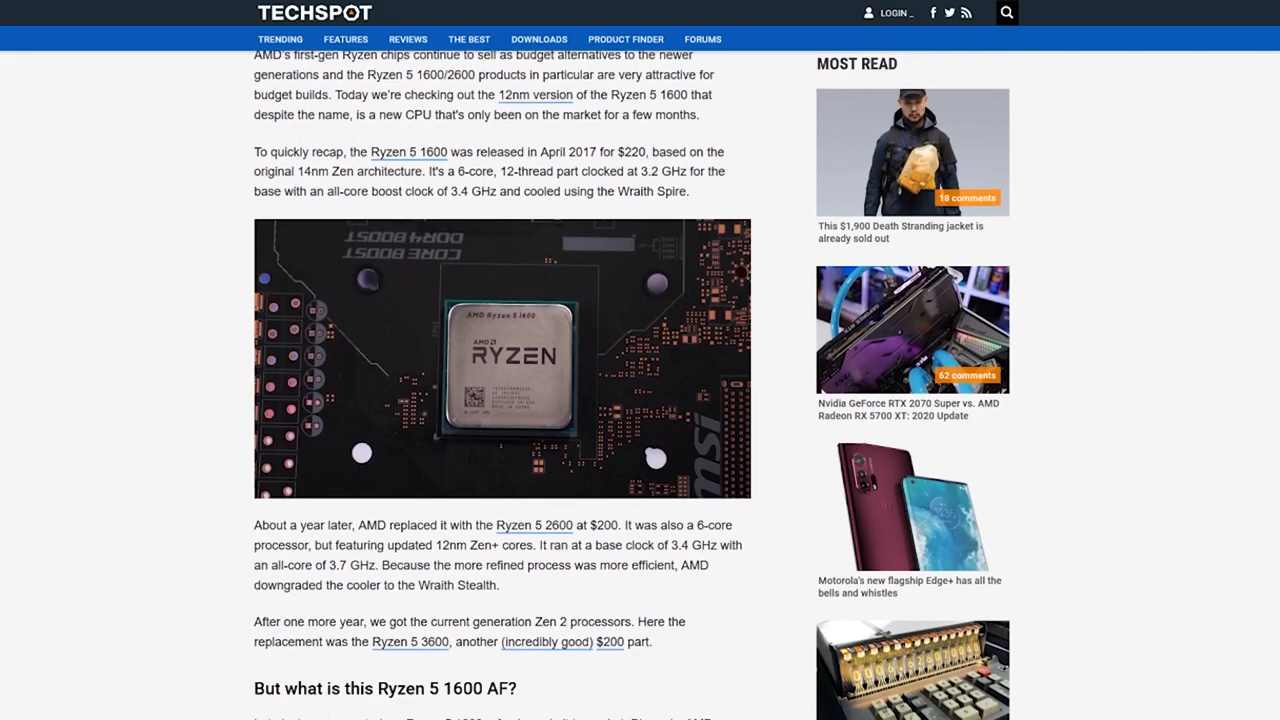 TECHSPOT
LOGIN _
TRENDING FEATURES REVIEWS THE BEST DOWNLOADS PRODUCT FINDER FORUMS
AMD's first-gen Ryzen chips continue to sell as budget alternatives to the newer
generations and the Ryzen 5 1600/2600 products in particular are very attractive for
budget builds. Today we're checking out the 12nm version of the Ryzen 5 1600 that
despite the name, is a new CPU that's only been on the market for a few months.
To quickly recap, the Ryzen 5 1600 was released in April 2017 for $220, based on the
original 14nm Zen architecture. It's a 6-core, 12-thread part clocked at 3.2 GHz for the
base with an all-core boost clock of 3.4 GHz and cooled using the Wraith Spire.
DDR4 BOOST
CORE BOOST
AMD Ryzen 5 1600
AMD
RYZEN
msi
About a year later, AMD replaced it with the Ryzen 5 2600 at $200. It was also a 6-core
processor, but featuring updated 12nm Zen+ cores. It ran at a base clock of 3.4 GHz with
an all-core of 3.7 GHz. Because the more refined process was more efficient, AMD
downgraded the cooler to the Wraith Stealth.
After one more year, we got the current generation Zen 2 processors. Here the
replacement was the Ryzen 5 3600, another (incredibly good) $200 part.
But what is this Ryzen 5 1600 AF?
MOST READ
18 comments
This $1,900 Death Stranding jacket is
already sold out
62 comments
Nvidia GeForce RTX 2070 Super vs. AMD
Radeon RX 5700 XT: 2020 Update
Motorola's new flagship Edge+ has all the
bells and whistles